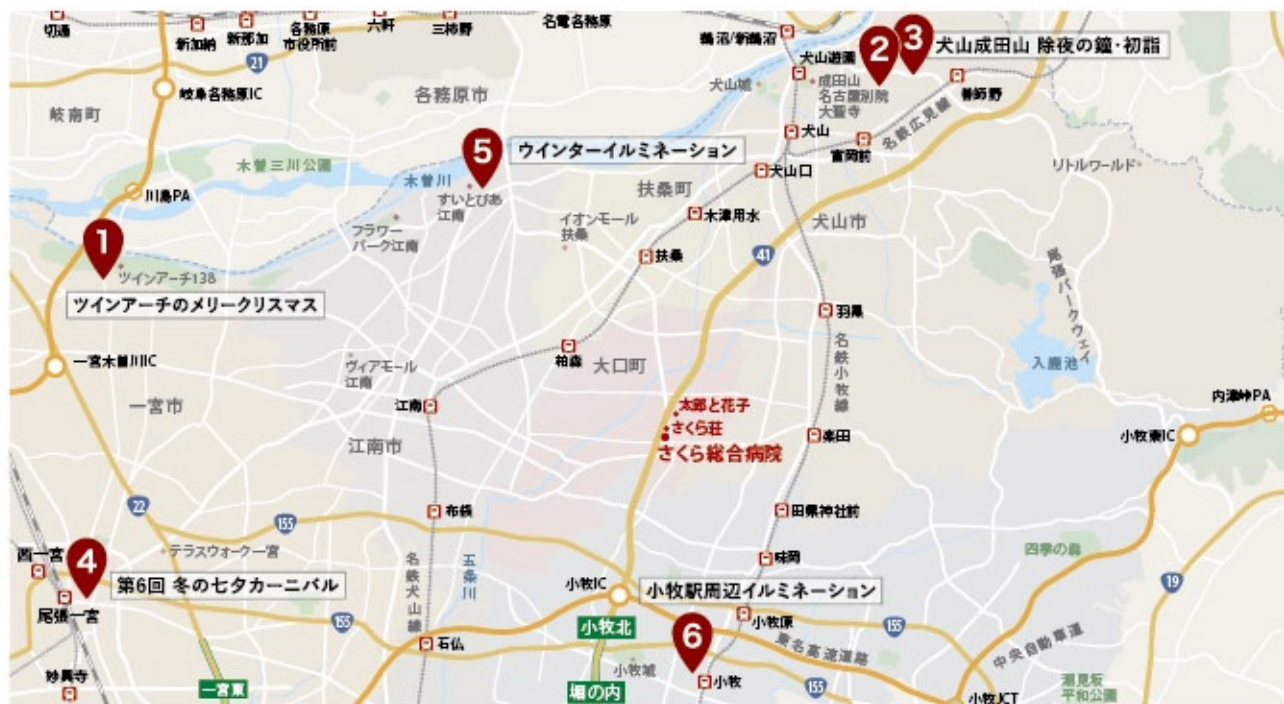 切通
新加納
新那加
各務原
市役所前
六軒
三柿野
名電各務原
鵜沼/新鵜沼
21
岐阜各務原IC
岐南町
各務原市
犬山遊園
犬山城
成田山
名古屋別院
大聖寺
2
3
犬山成田山 除夜の鐘・初詣
善師野
名鉄広見線
犬山
富岡前
犬山口
リトルワールド
木曽三川公園
川島PA
木曽川
5
ウインターイルミネーション
すいとぴあ
江南
フラワー
パーク江南
イオンモール
扶桑
扶桑町
木津用水
扶桑
犬山市
41
1
ツインアーチ138
ツインアーチのメリークリスマス
羽黒
名鉄小牧線
尾張パークウェイ
入鹿池
一宮木曽川IC
一宮市
ヴィアモール
江南
柏森
大口町
江南
江南市
太郎と花子
さくら荘
さくら総合病院
楽田
内津峠PA
小牧東IC
22
155
布袋
田県神社前
味岡
四季の森
19
西一宮
4
テラスウォーク一宮
第6回 冬の七夕カーニバル
尾張一宮
155
名鉄犬山線
五条川
小牧IC
小牧駅周辺イルミネーション
小牧原
155
東名高速道路
中央自動車道
石仏
小牧北
小牧城
6
小牧
155
妙興寺
一宮東
堀の内
小牧JCT
潮見坂
平和公園